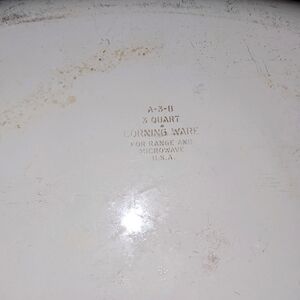 A-3-B
3 QUART
CORNING WARE
FOR RANGE AND
MICROWAVE
U.S.A.